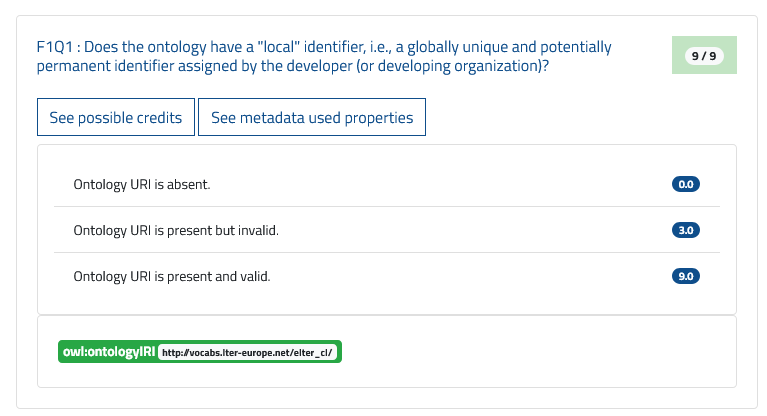 F1Q1 : Does the ontology have a "local" identifier, i.e., a globally unique and potentially
permanent identifier assigned by the developer (or developing organization)?
9 / 9
See possible credits
See metadata used properties
Ontology URI is absent.
0.0
Ontology URI is present but invalid.
3.0
Ontology URI is present and valid.
9.0
owl:ontologyIRI http://vocabs.lter-europe.net/elter_cl/